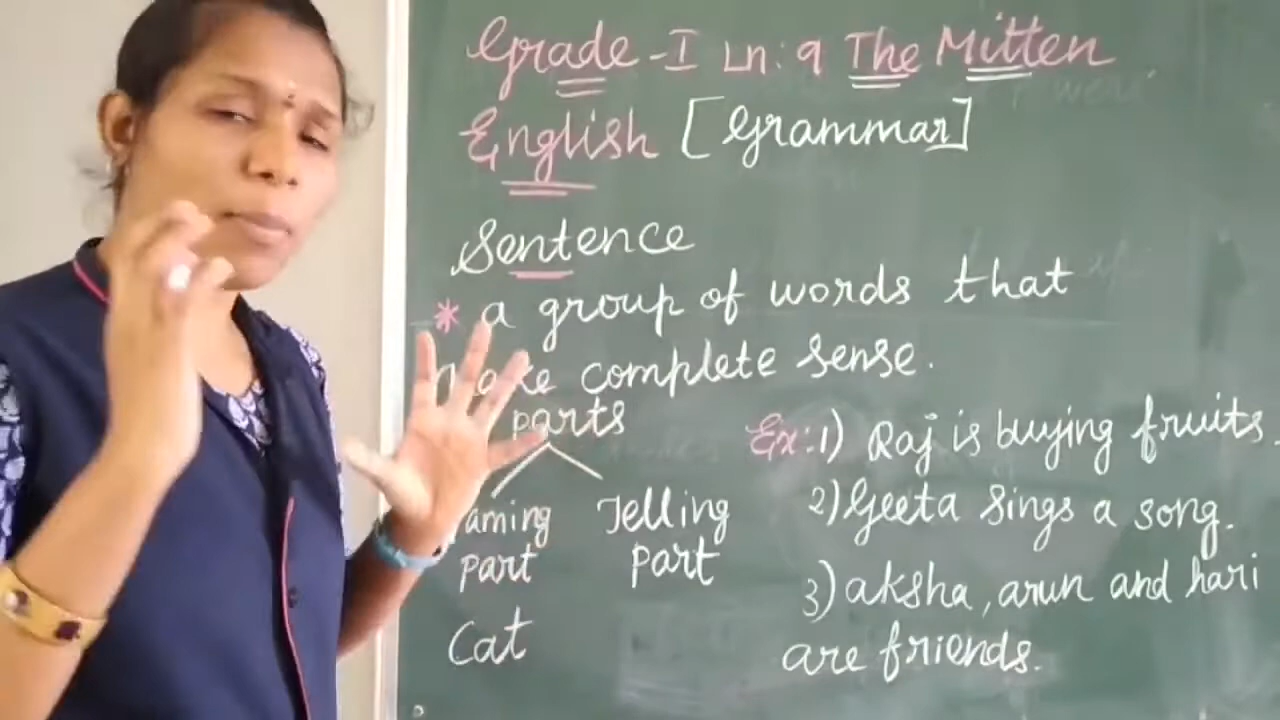 Grade-I Ln: 9 The Mitten
English [Grammar]
Sentence
* a group of words that
make complete sense.
parts
aming Telling
part part
Cat
Ex: 1) Raj is buying fruits.
2) Geeta sings a song.
3) aksha, arun and hari
are friends.